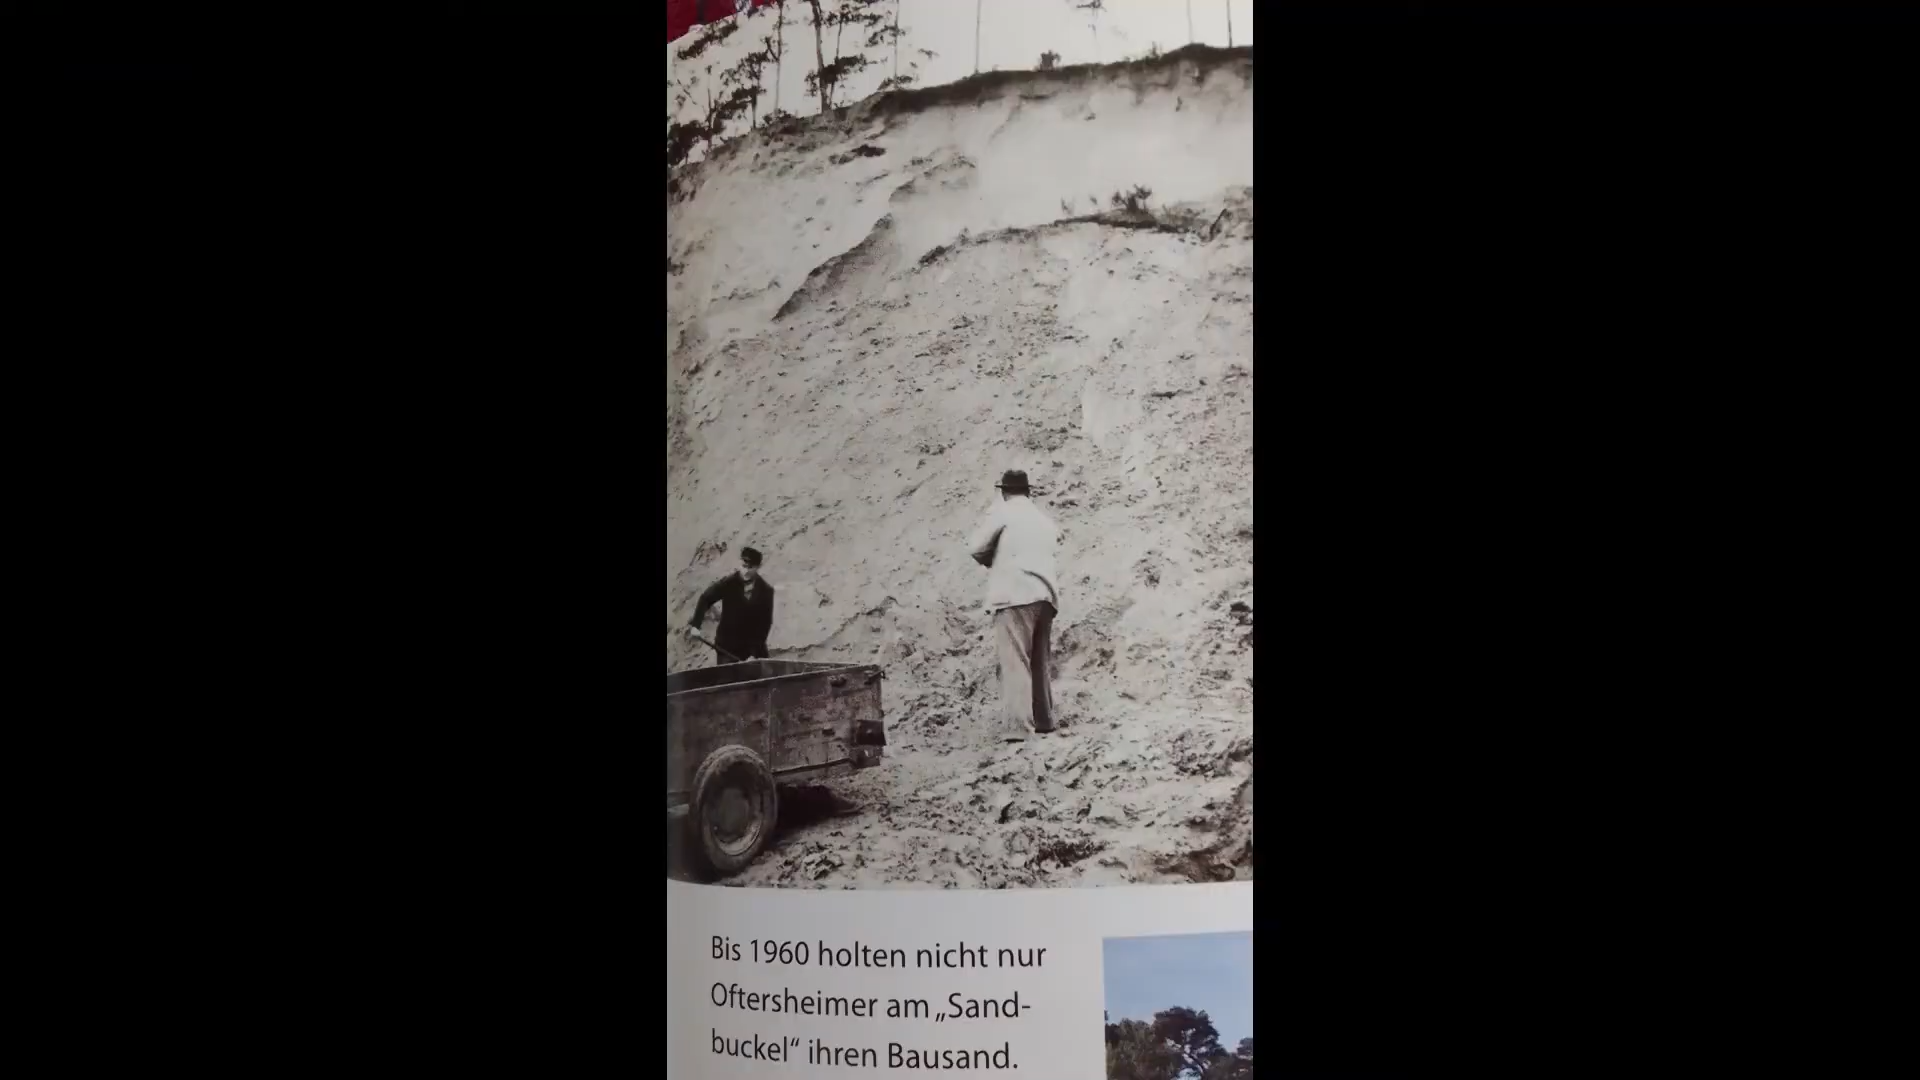 Bis 1960 holten nicht nur
Oftersheimer am „Sand-
buckel“ ihren Bausand.